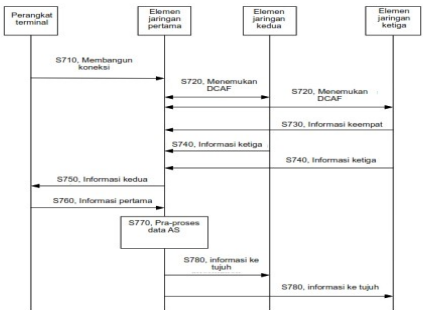 Perangkat
terminal
Elemen
jaringan
pertama
Elemen
jaringan
kedua
Elemen
jaringan
ketiga
S710, Membangun
koneksi
S720, Menemukan
DCAF
S720, Menemukan
DCAF
S730, Informasi keempat
S740, Informasi ketiga
S740, Informasi ketiga
S750, Informasi kedua
S760, Informasi pertama
S770, Pra-proses
data AS
S780, informasi ke
tujuh
S780, informasi ke tujuh